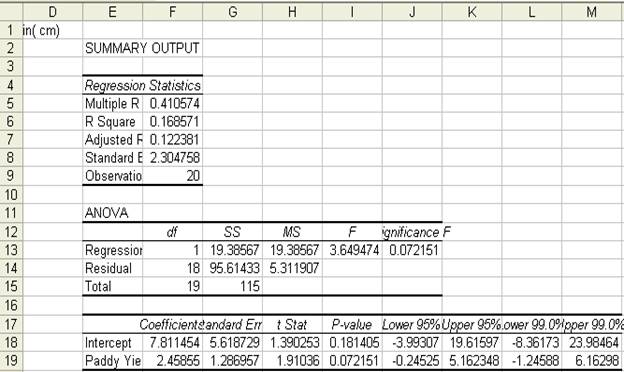 D E F G H I J K L M
1 in( cm)
2 SUMMARY OUTPUT
3
4 Regression Statistics
5 Multiple R 0.410574
6 R Square 0.168571
7 Adjusted R 0.122381
8 Standard E 2.304758
9 Observatio 20
10
11 ANOVA
12 df SS MS F ignificance F
13 Regression 1 19.38567 19.38567 3.649474 0.072151
14 Residual 18 95.61433 5.311907
15 Total 19 115
16
17 Coefficients tandard Err t Stat P-value Lower 95% Upper 95% ower 99.0% pper 99.0%
18 Intercept 7.811454 5.618729 1.390253 0.181405 -3.99307 19.61597 -8.36173 23.98464
19 Paddy Yie 2.45855 1.286957 1.91036 0.072151 -0.24525 5.162348 -1.24588 6.16298